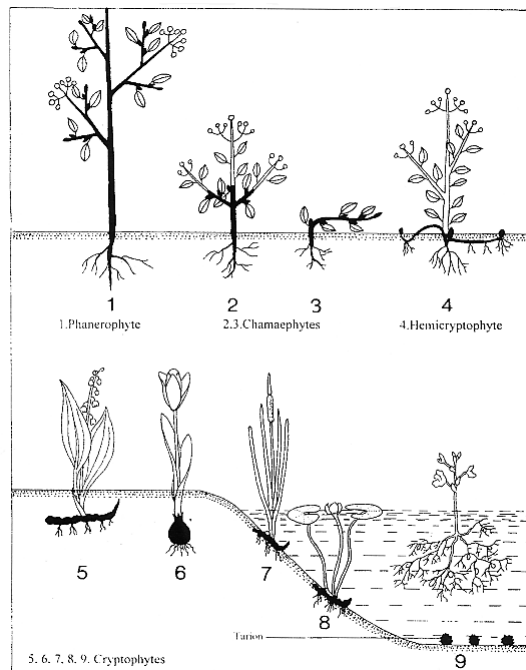 1 2 3 4
1.Phanerophyte 2.3.Chamaephytes 4.Hemicryptophyte
5 6 7 8 9
Turion
5. 6. 7, 8. 9. Cryptophytes